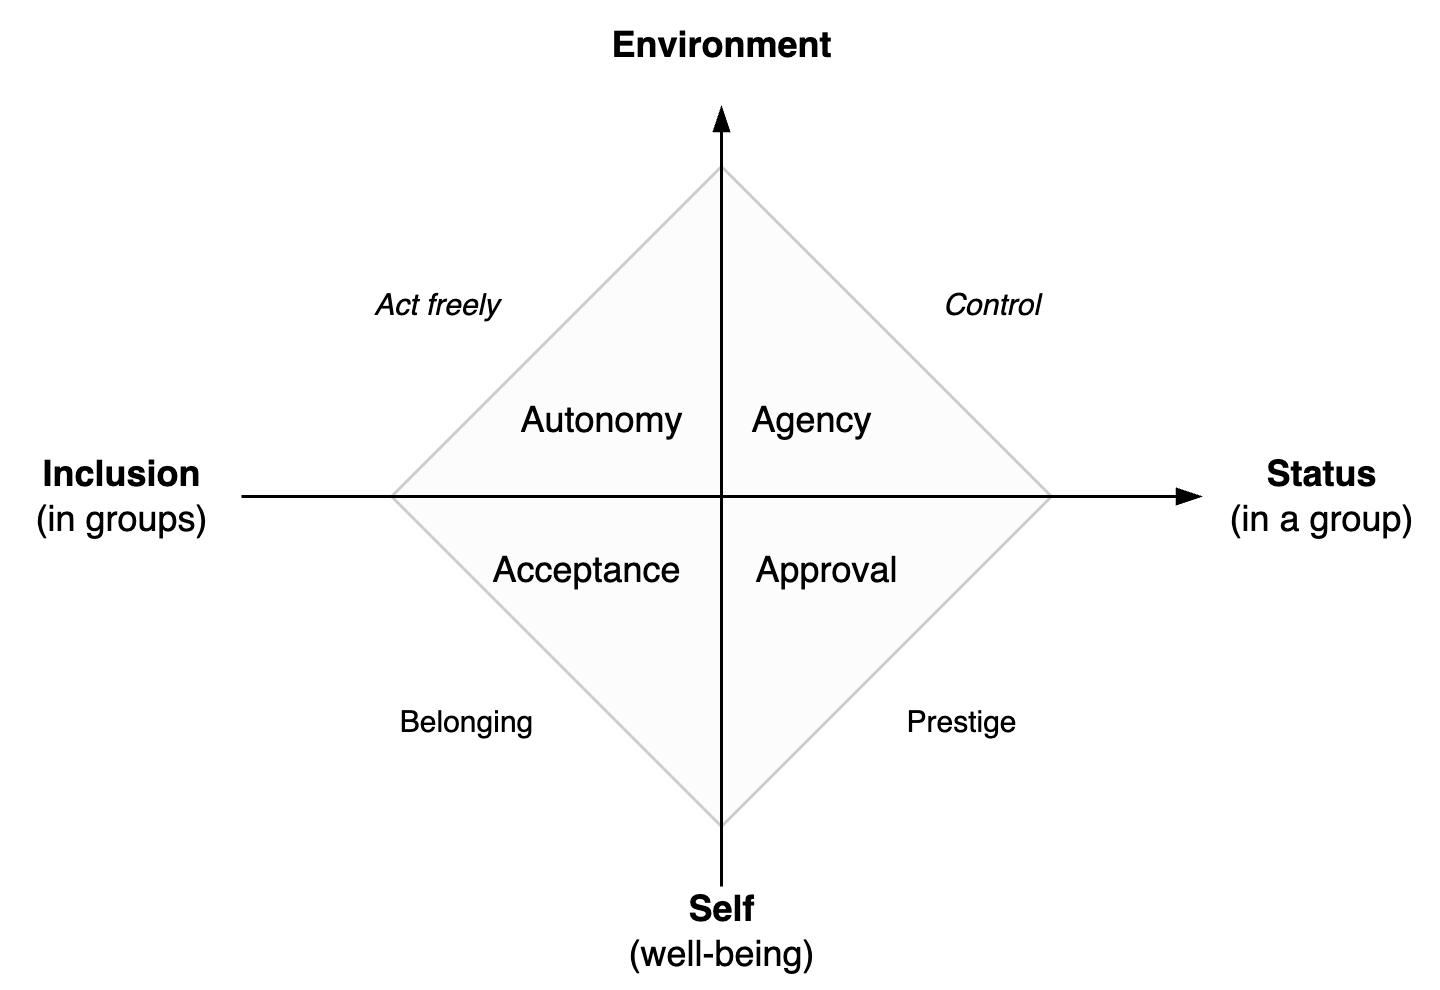 Environment
Act freely
Control
Autonomy
Agency
Inclusion
(in groups)
Status
(in a group)
Acceptance
Approval
Belonging
Prestige
Self
(well-being)